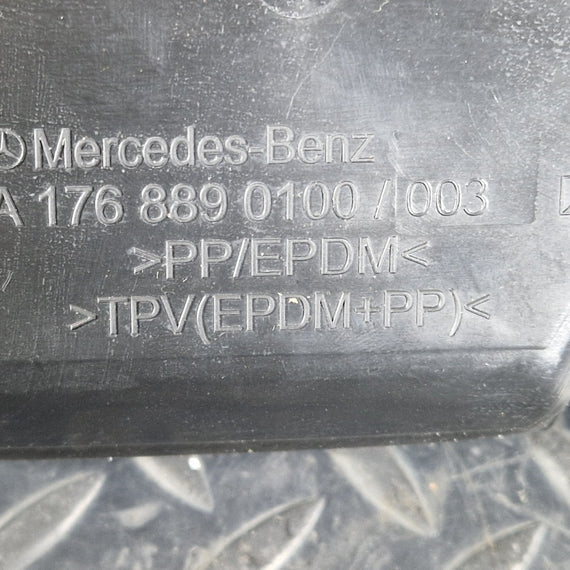 Mercedes-Benz
A 176 889 0100 / 003
>PP/EPDM<
>TPV(EPDM+PP)<